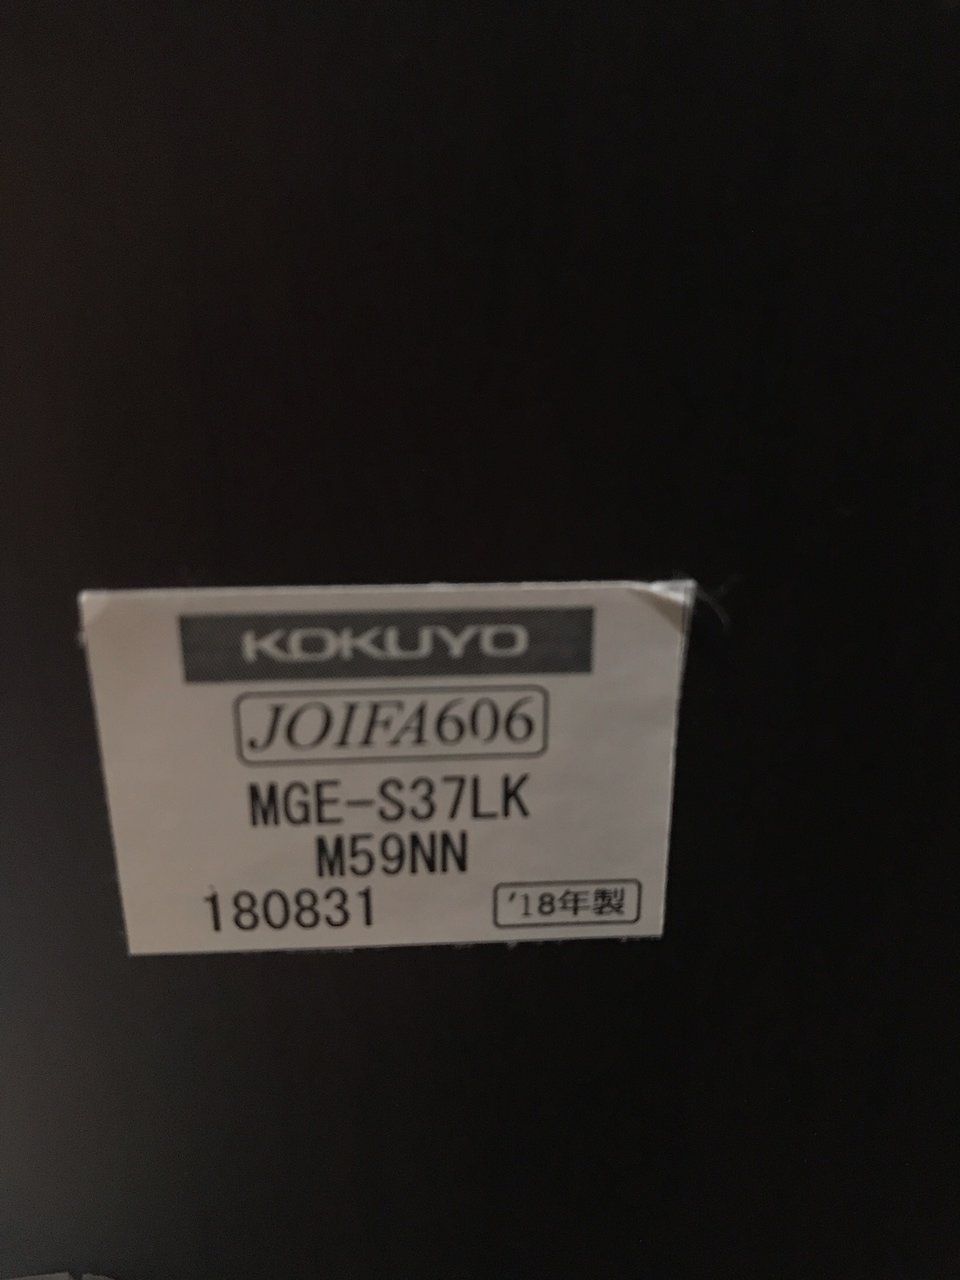 KOKUYO
JOIFA606
MGE-S37LK
M59NN
180831 '18年製